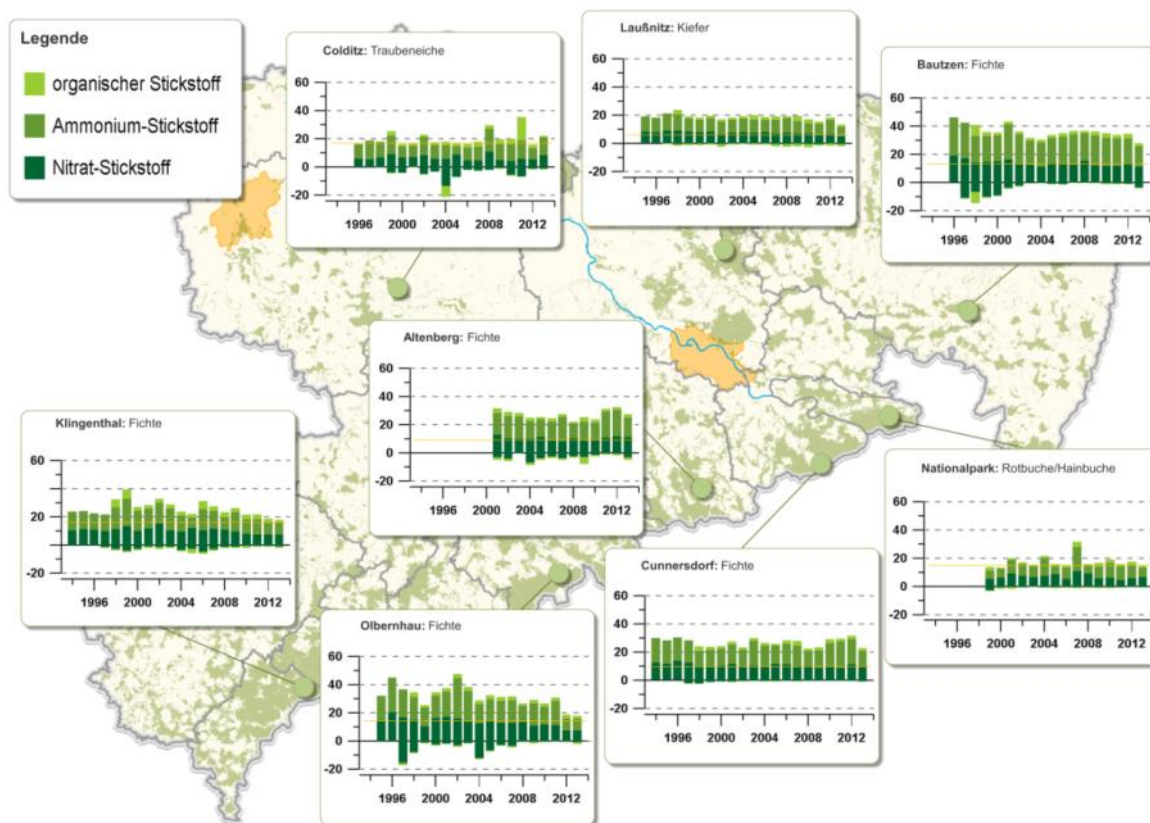 Legende
organischer Stickstoff
Ammonium-Stickstoff
Nitrat-Stickstoff
Colditz: Traubeneiche
60
40
20
0
-20
1996 2000 2004 2008 2012
Laußnitz: Kiefer
60
40
20
0
-20
1996 2000 2004 2008 2012
Bautzen: Fichte
60
40
20
0
-20
1996 2000 2004 2008 2012
Altenberg: Fichte
60
40
20
0
-20
1996 2000 2004 2008 2012
Klingenthal: Fichte
60
20
-20
1996 2000 2004 2008 2012
Nationalpark: Rotbuche/Hainbuche
60
40
20
0
-20
1996 2000 2004 2008 2012
Cunnersdorf: Fichte
60
40
20
0
-20
1996 2000 2004 2008 2012
Olbernhau: Fichte
60
40
20
0
-20
1996 2000 2004 2008 2012